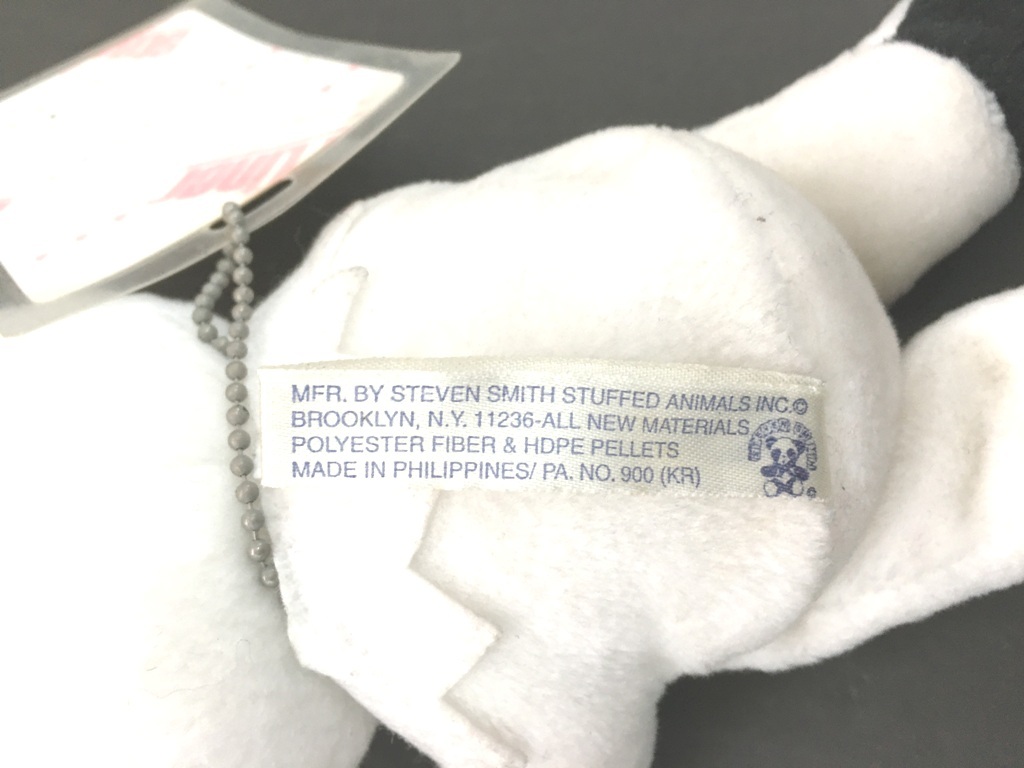 MFR. BY STEVEN SMITH STUFFED ANIMALS INC.©
BROOKLYN, N.Y. 11236-ALL NEW MATERIALS
POLYESTER FIBER & HDPE PELLETS
MADE IN PHILIPPINES/ PA. NO. 900 (KR)